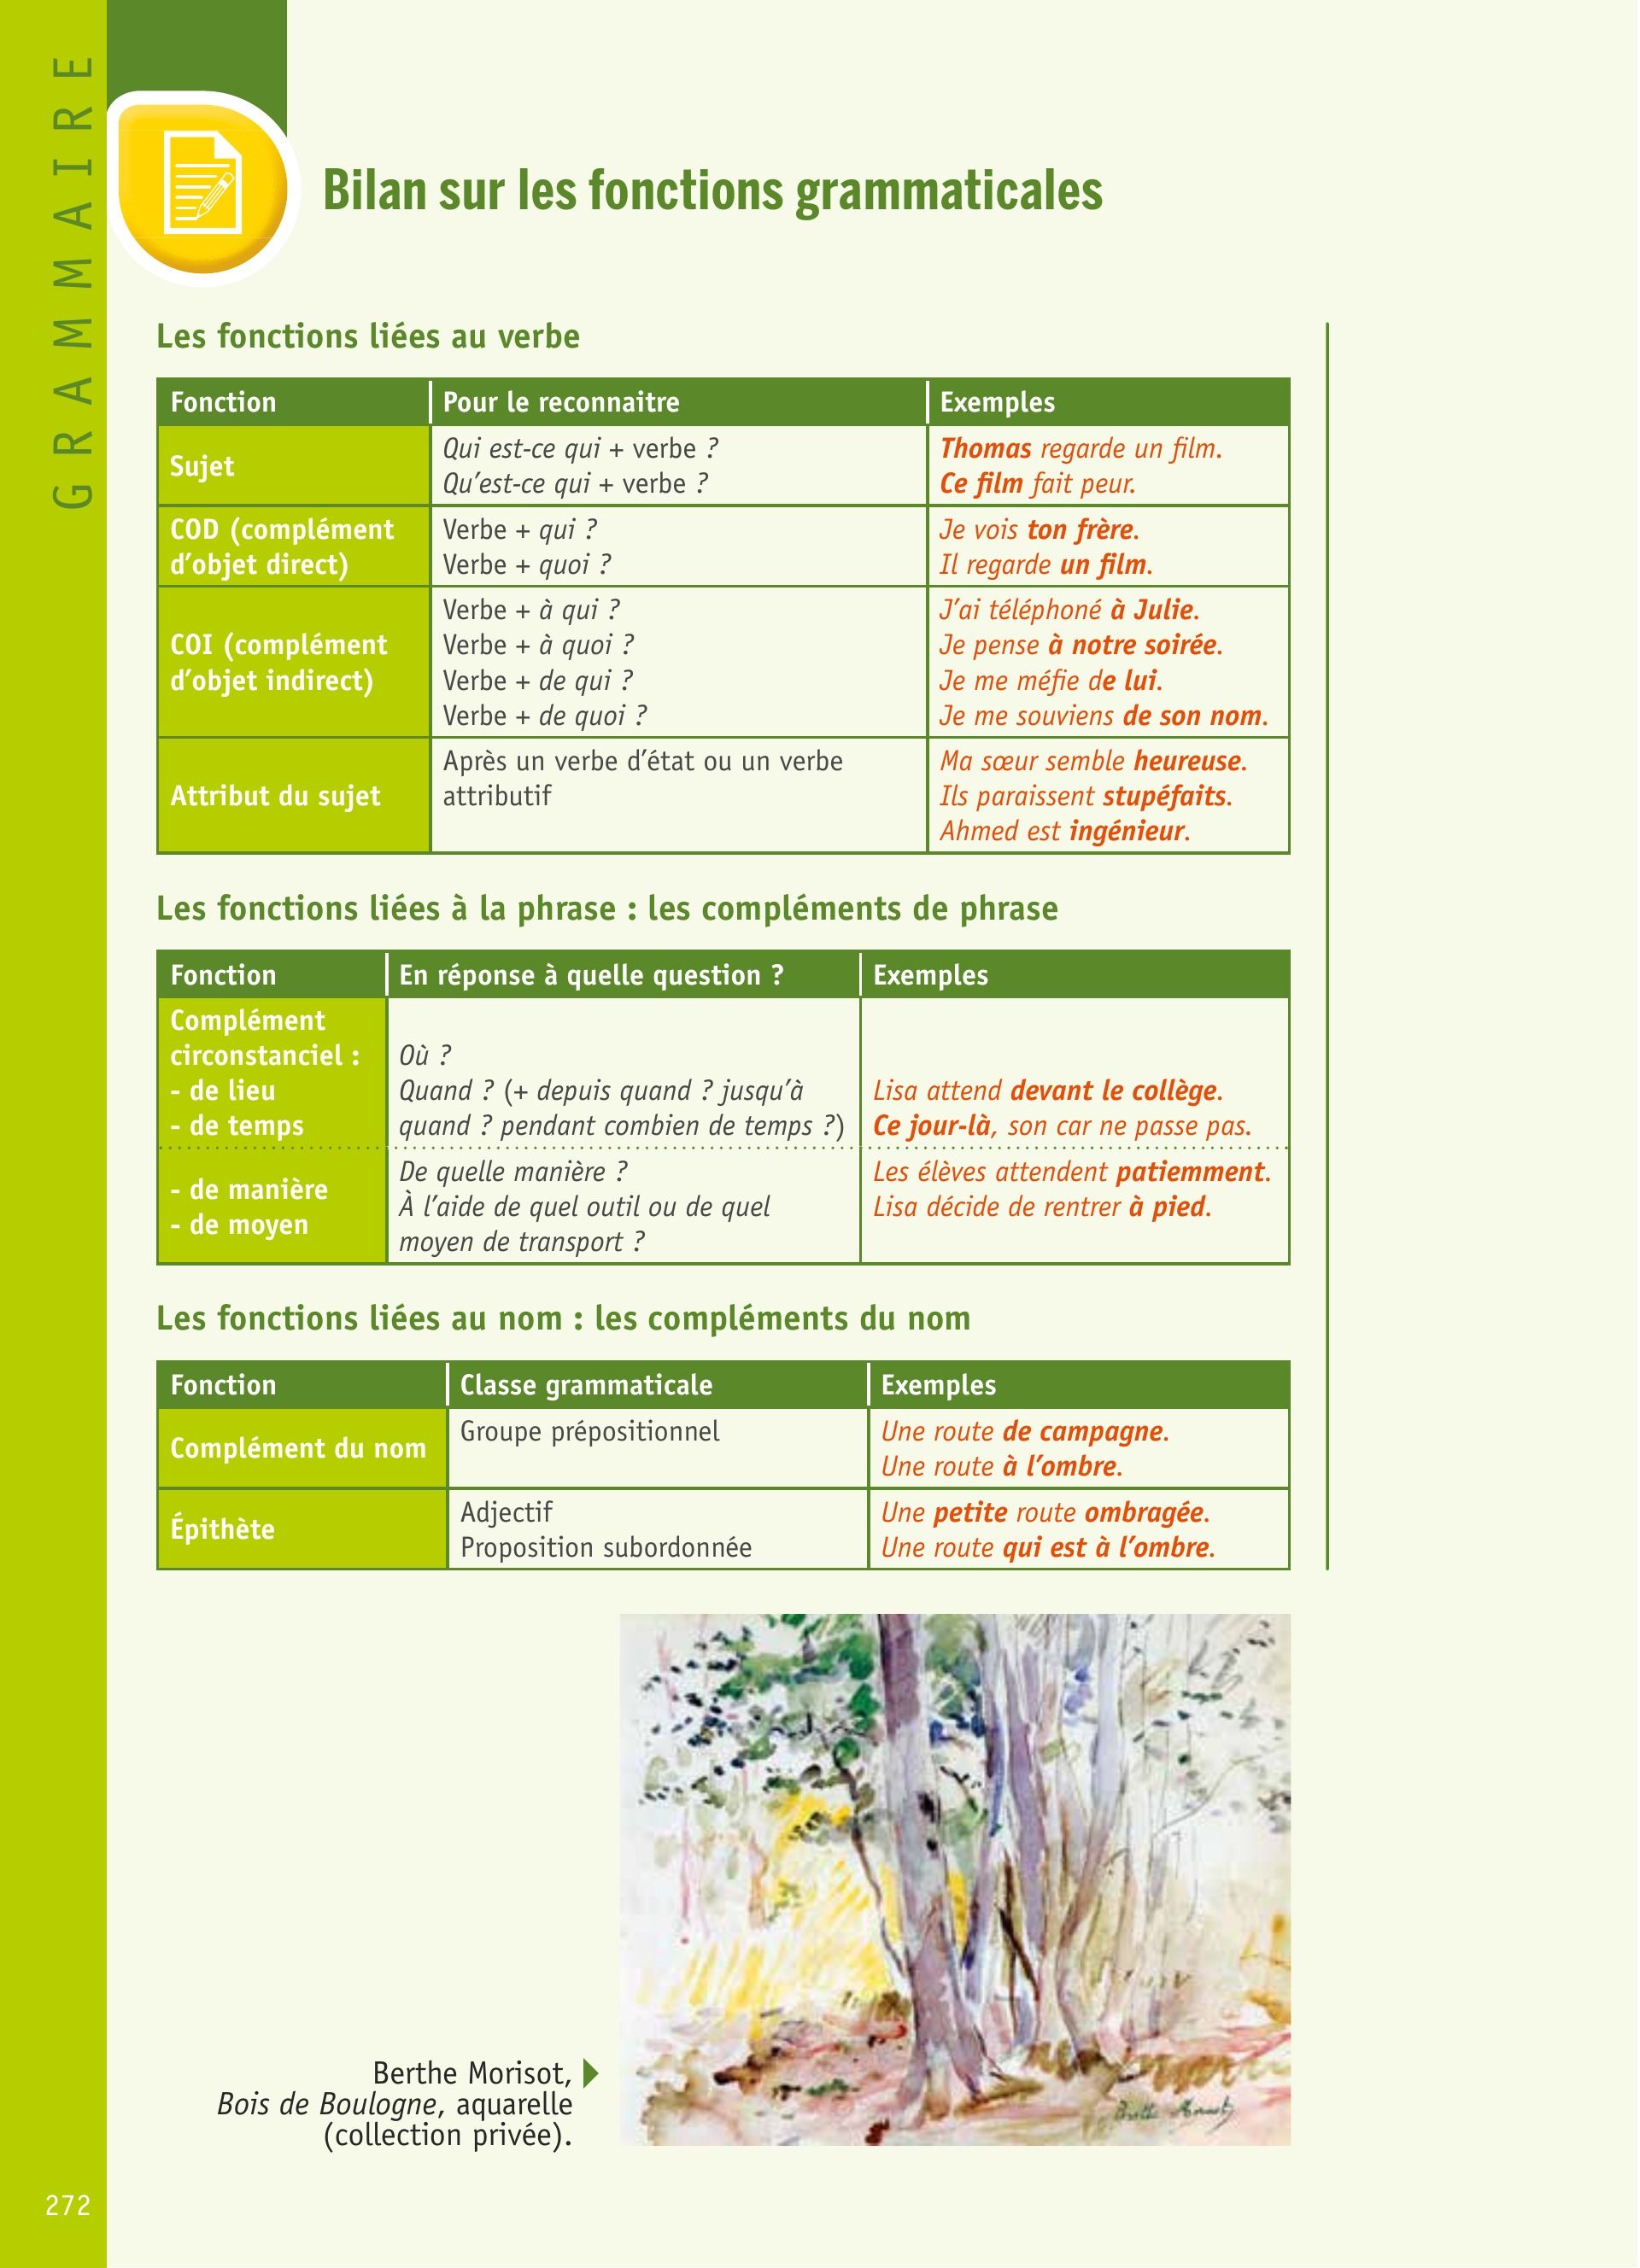 GRAMMAIRE
Bilan sur les fonctions grammaticales
Les fonctions liées au verbe
Fonction Pour le reconnaitre Exemples
Sujet
Qui est-ce qui + verbe ?
Qu'est-ce qui + verbe ?
Thomas regarde un film.
Ce film fait peur.
COD (complément
d'objet direct)
Verbe + qui ?
Verbe + quoi ?
Je vois ton frère.
Il regarde un film.
COI (complément
d'objet indirect)
Verbe + à qui ?
Verbe + à quoi ?
Verbe + de qui ?
Verbe + de quoi ?
J'ai téléphoné à Julie.
Je pense à notre soirée.
Je me méfie de lui.
Je me souviens de son nom.
Attribut du sujet
Après un verbe d'état ou un verbe
attributif
Ma sœur semble heureuse.
Ils paraissent stupéfaits.
Ahmed est ingénieur.
Les fonctions liées à la phrase : les compléments de phrase
Fonction En réponse à quelle question ? Exemples
Complément
circonstanciel :
- de lieu
- de temps
Où ?
Quand ? (+ depuis quand ? jusqu'à
quand ? pendant combien de temps ?)
Lisa attend devant le collège.
Ce jour-là, son car ne passe pas.
- de manière
- de moyen
De quelle manière ?
À l'aide de quel outil ou de quel
moyen de transport ?
Les élèves attendent patiemment.
Lisa décide de rentrer à pied.
Les fonctions liées au nom : les compléments du nom
Fonction Classe grammaticale Exemples
Complément du nom
Groupe prépositionnel
Une route de campagne.
Une route à l'ombre.
Épithète
Adjectif
Proposition subordonnée
Une petite route ombragée.
Une route qui est à l'ombre.
Berthe Morisot
Berthe Morisot,
Bois de Boulogne, aquarelle
(collection privée).
272